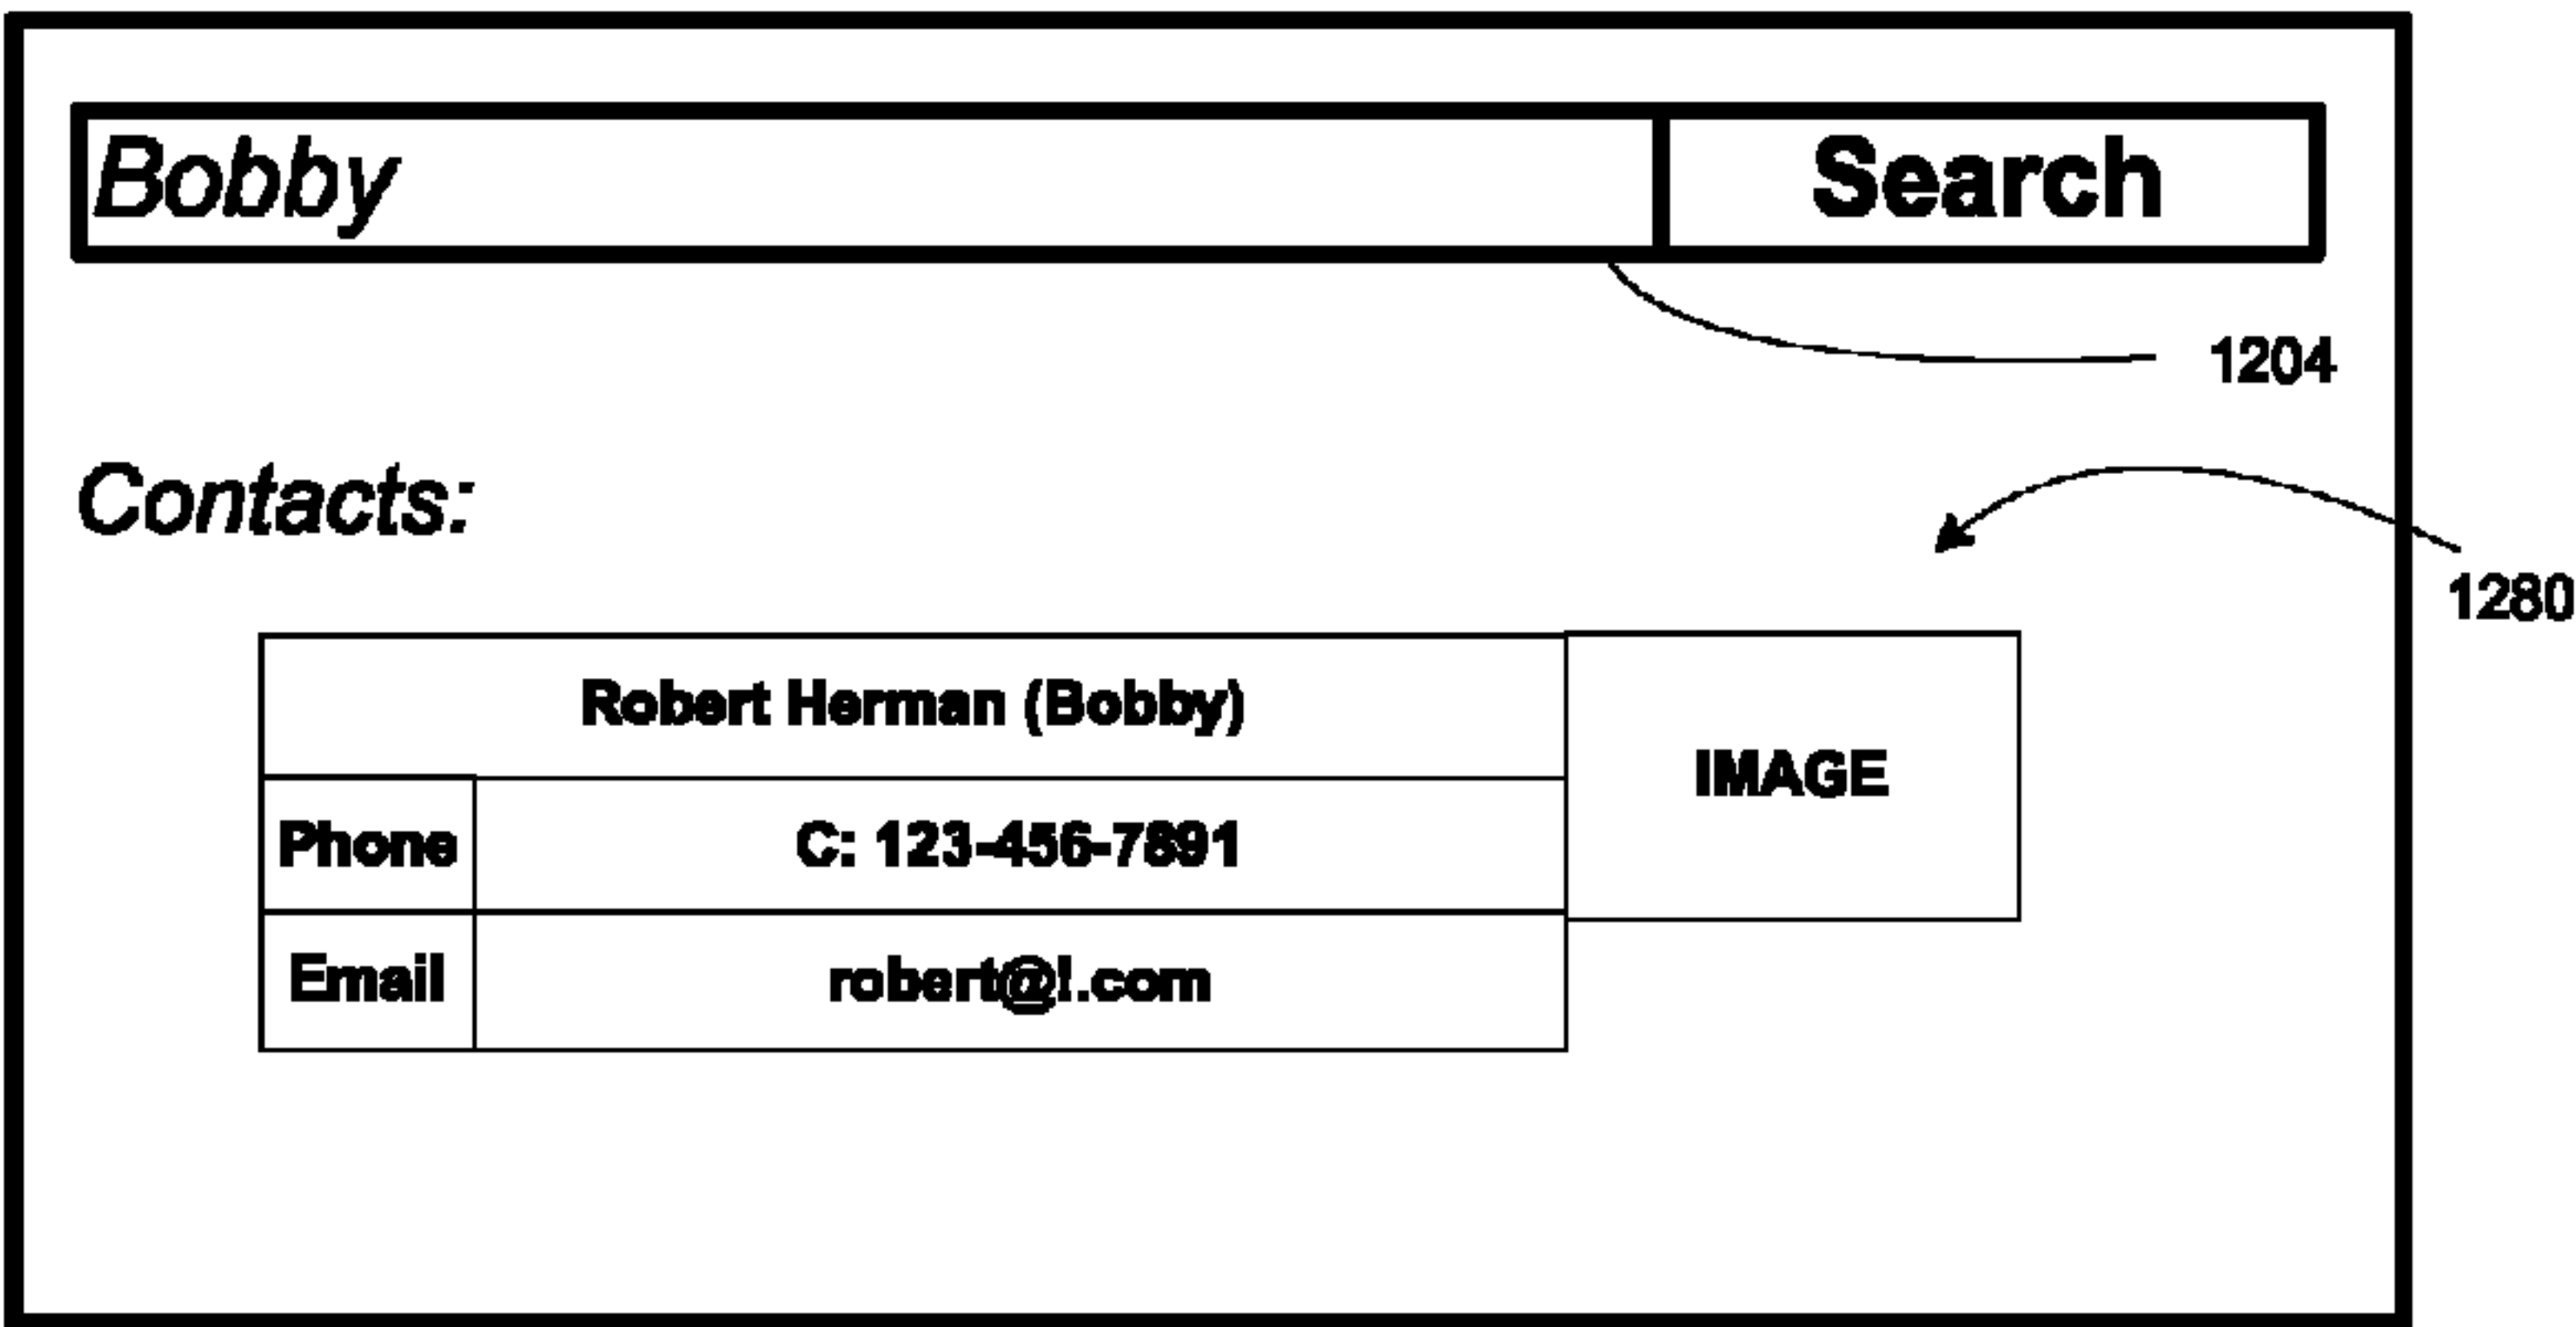 Bobby Search
1204
Contacts:
1280
Robert Herman (Bobby)
IMAGE
Phone C: 123-456-7891
Email robert@!.com